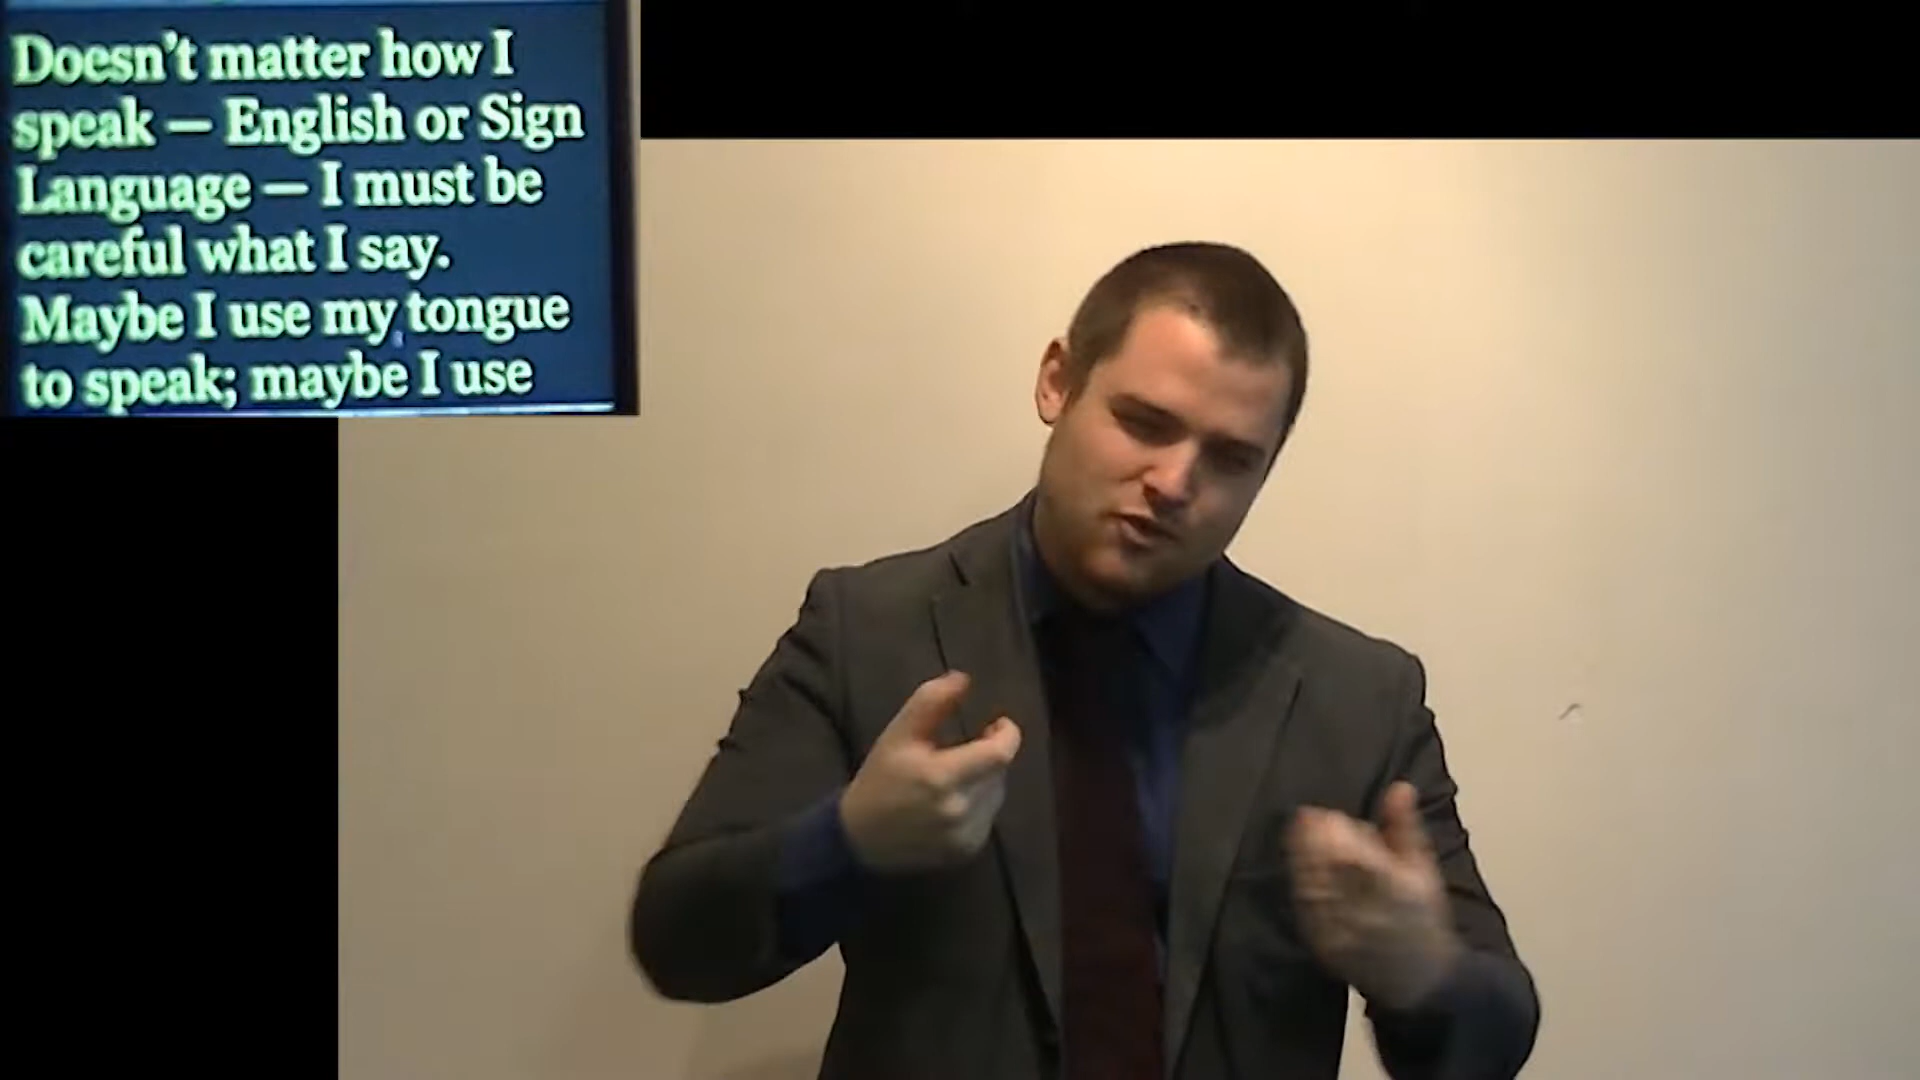 Doesn't matter how I
speak — English or Sign
Language — I must be
careful what I say.
Maybe I use my tongue
to speak; maybe I use